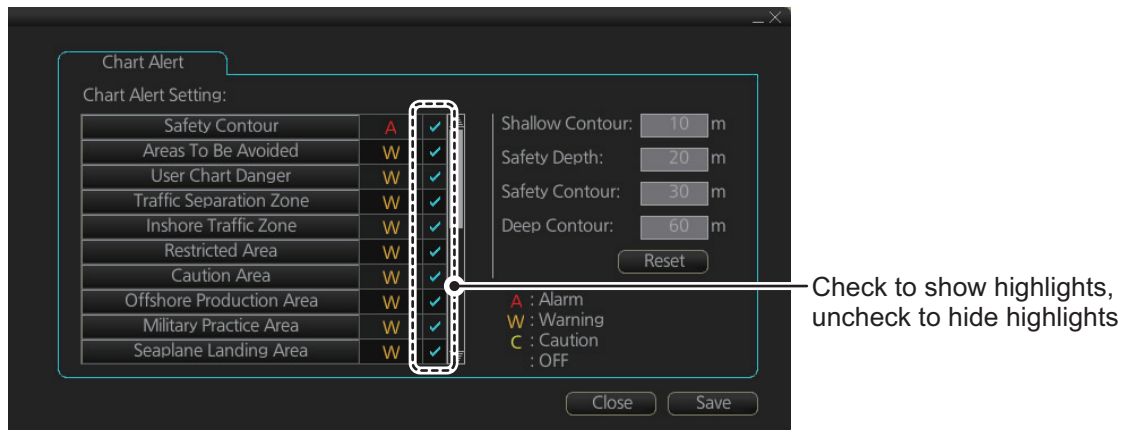 Chart Alert
Chart Alert Setting:
Safety Contour A
Areas To Be Avoided W
User Chart Danger W
Traffic Separation Zone W
Inshore Traffic Zone W
Restricted Area W
Caution Area W
Offshore Production Area W
Military Practice Area W
Seaplane Landing Area W
Shallow Contour: 10 m
Safety Depth: 20 m
Safety Contour: 30 m
Deep Contour: 60 m
Reset
A : Alarm
W : Warning
C : Caution
: OFF
Close Save
Check to show highlights,
uncheck to hide highlights